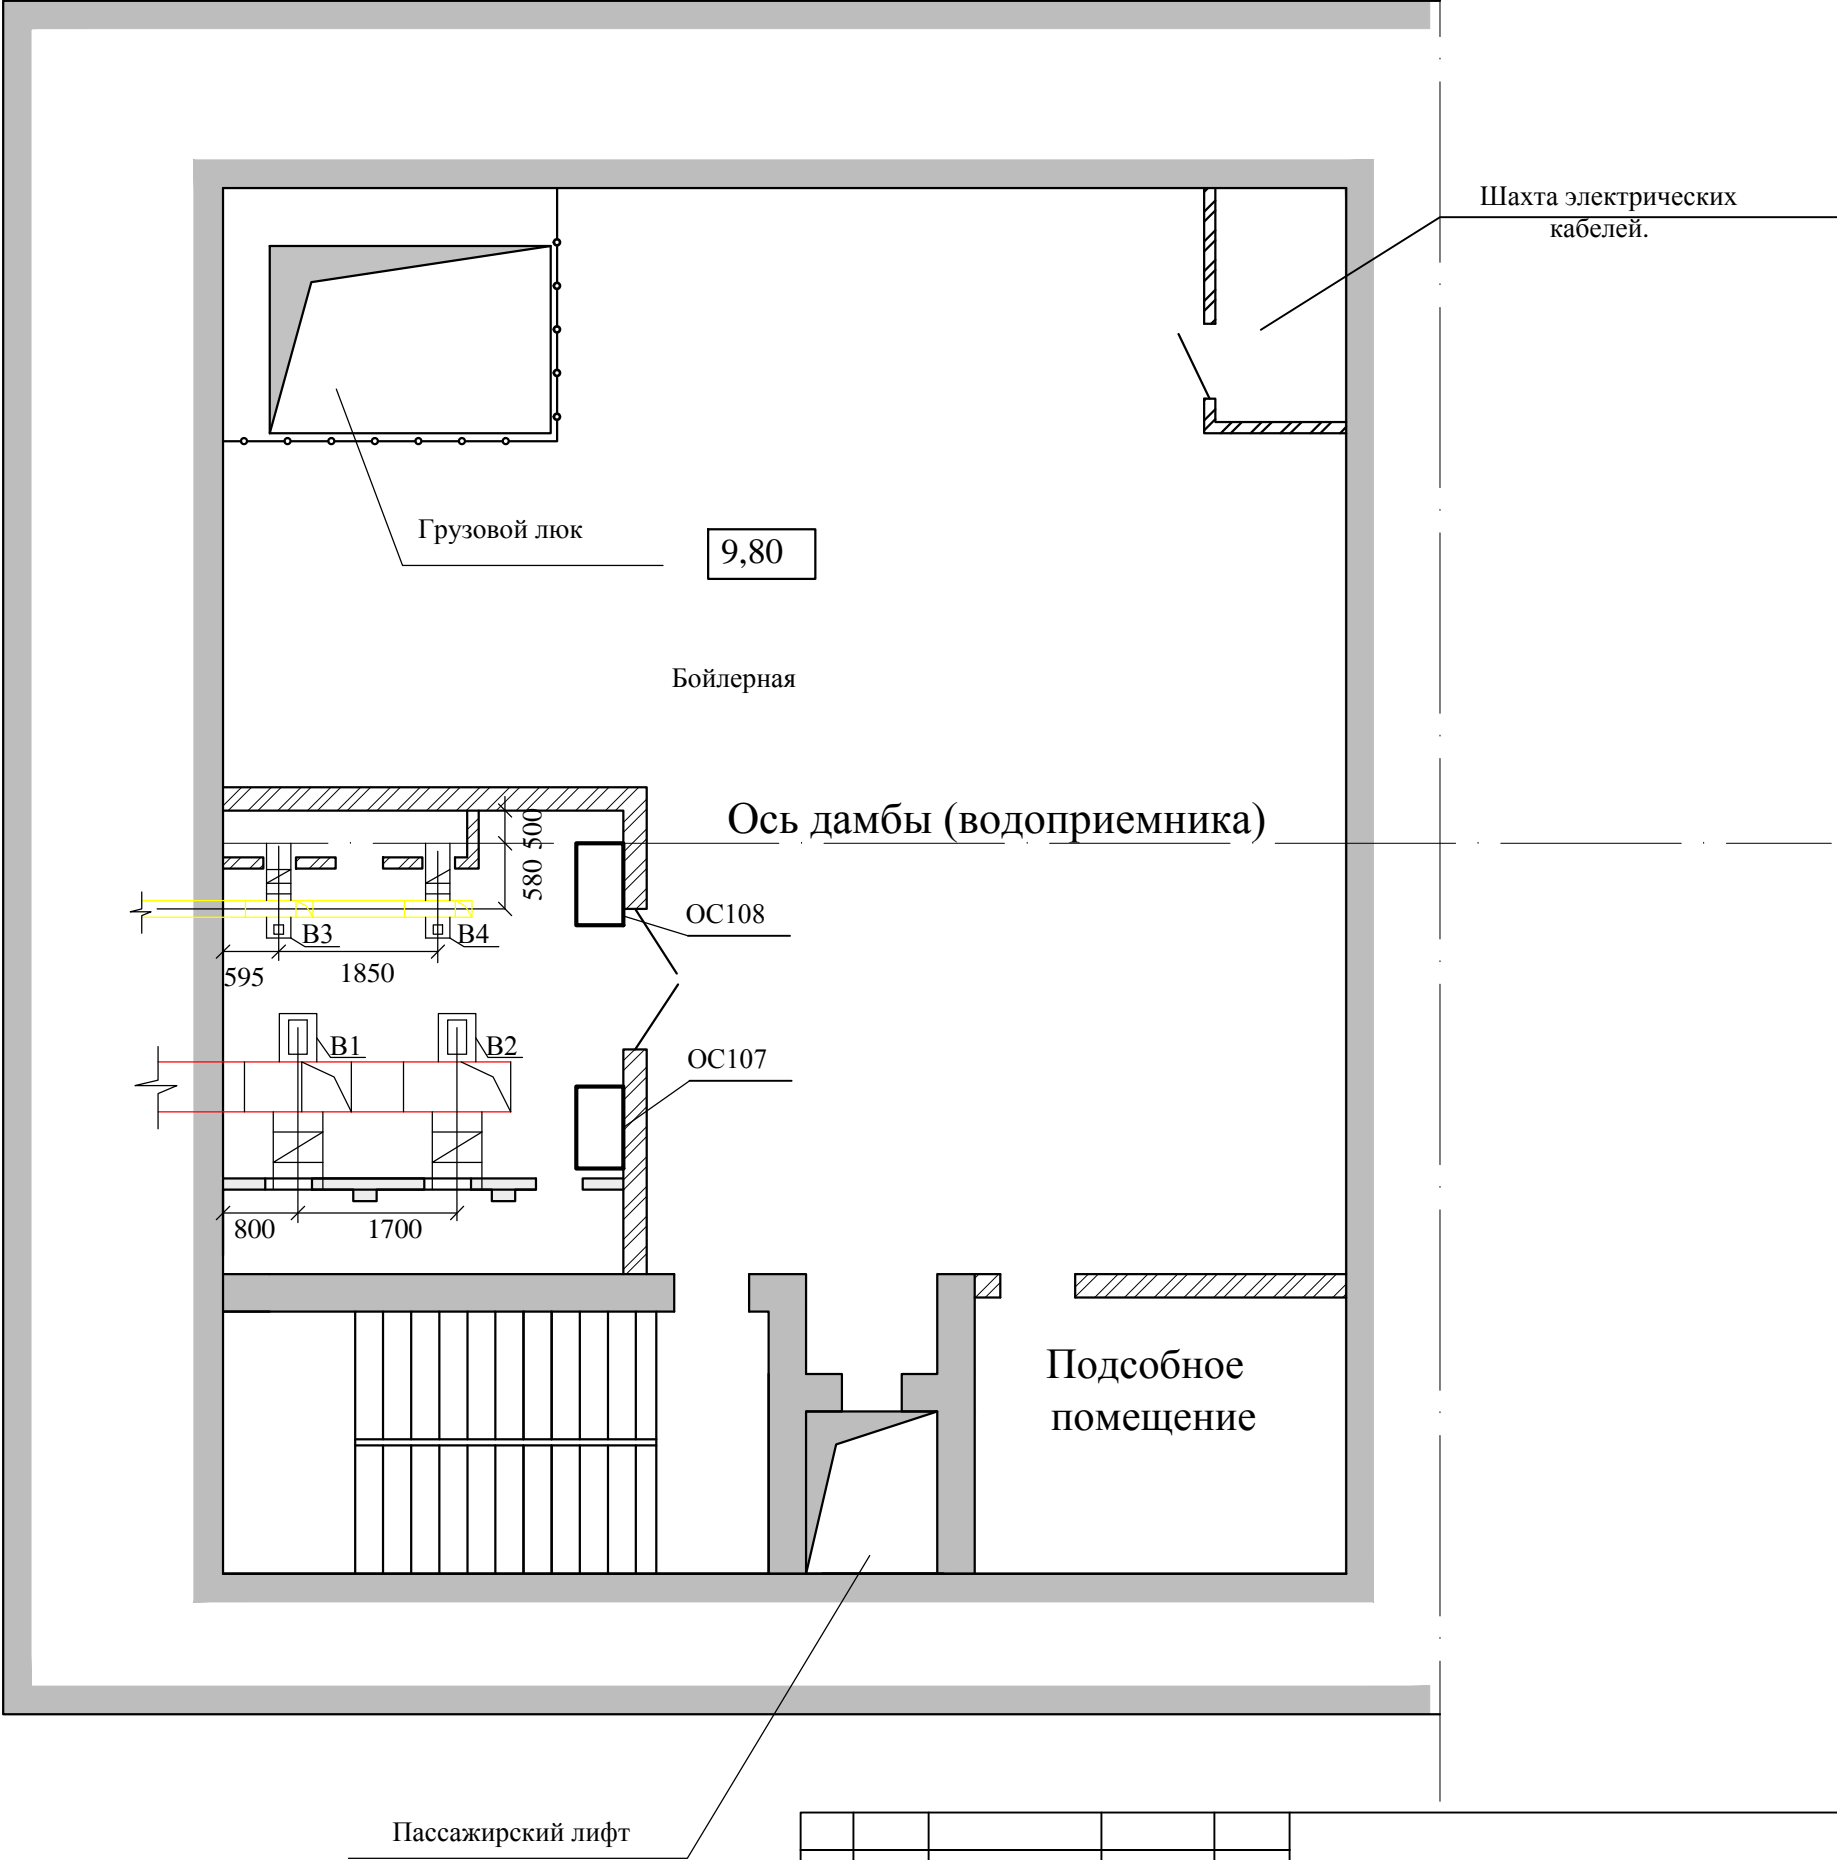 Шахта электрических
кабелей.
Грузовой люк
9,80
Бойлерная
Ось дамбы (водоприемника)
500
580
ОС108
В3
В4
595
1850
В1
В2
ОС107
800
1700
Подсобное
помещение
Пассажирский лифт